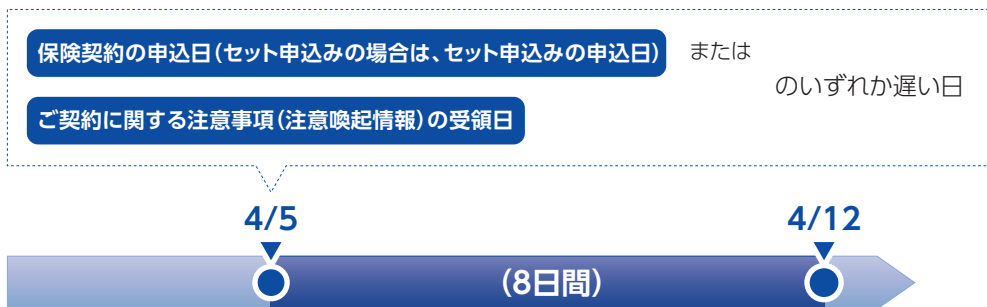 保険契約の申込日(セット申込みの場合は、セット申込みの申込日)
または
のいずれか遅い日
ご契約に関する注意事項(注意喚起情報)の受領日
4/5
4/12
(8日間)